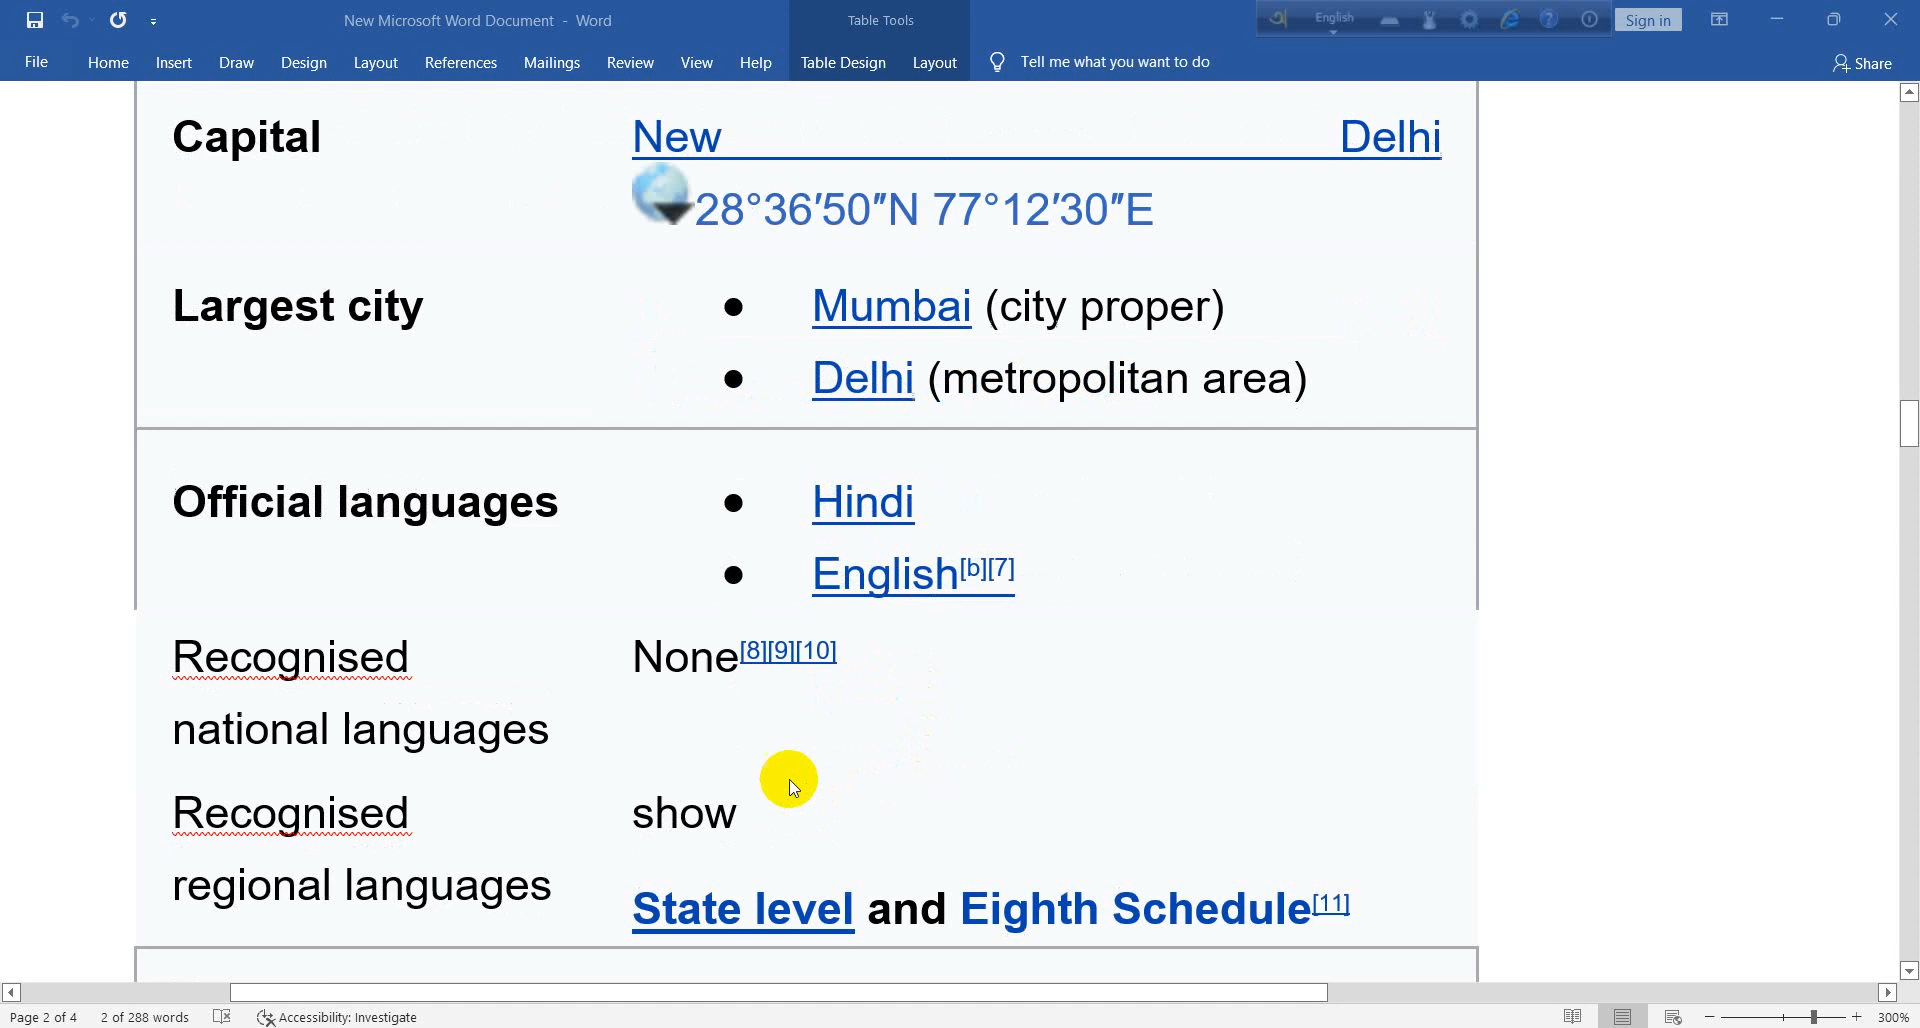 New Microsoft Word Document - Word
Table Tools
English
Sign in
File Home Insert Draw Design Layout References Mailings Review View Help Table Design Layout Tell me what you want to do Share
Capital New Delhi
28°36′50″N 77°12′30″E
Largest city ● Mumbai (city proper)
● Delhi (metropolitan area)
Official languages ● Hindi
● English[b][7]
Recognised None[8][9][10]
national languages
Recognised show
regional languages
State level and Eighth Schedule[11]
Page 2 of 4 2 of 288 words Accessibility: Investigate 300%